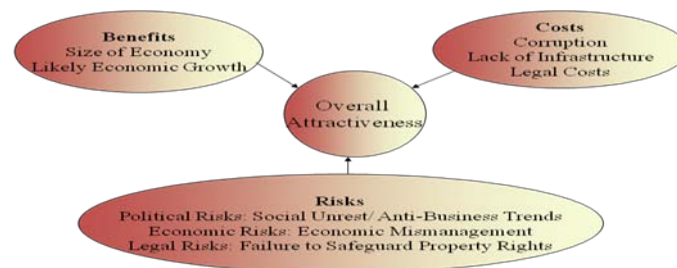 Benefits
Size of Economy
Likely Economic Growth
Costs
Corruption
Lack of Infrastructure
Legal Costs
Overall
Attractiveness
Risks
Political Risks: Social Unrest/ Anti-Business Trends
Economic Risks: Economic Mismanagement
Legal Risks: Failure to Safeguard Property Rights